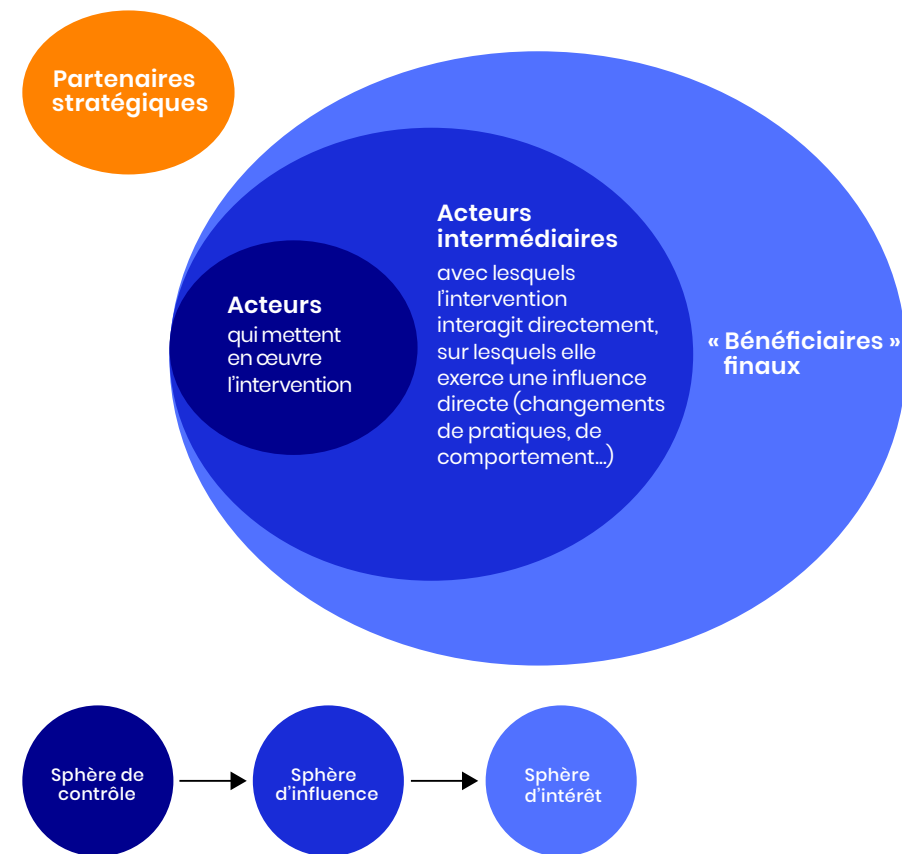 Partenaires
stratégiques
Acteurs
intermédiaires
avec lesquels
l’intervention
interagit directement,
sur lesquels elle
exerce une influence
directe (changements
de pratiques, de
comportement...)
Acteurs
qui mettent
en œuvre
l’intervention
« Bénéficiaires »
finaux
Sphère de
contrôle
Sphère
d’influence
Sphère
d’intérêt